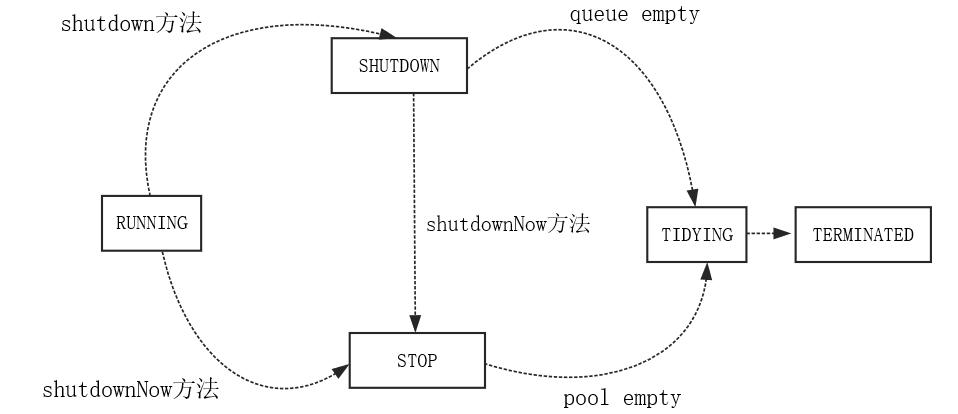 queue empty
shutdown方法
SHUTDOWN
RUNNING
shutdownNow方法
TIDYING
TERMINATED
STOP
shutdownNow方法
pool empty